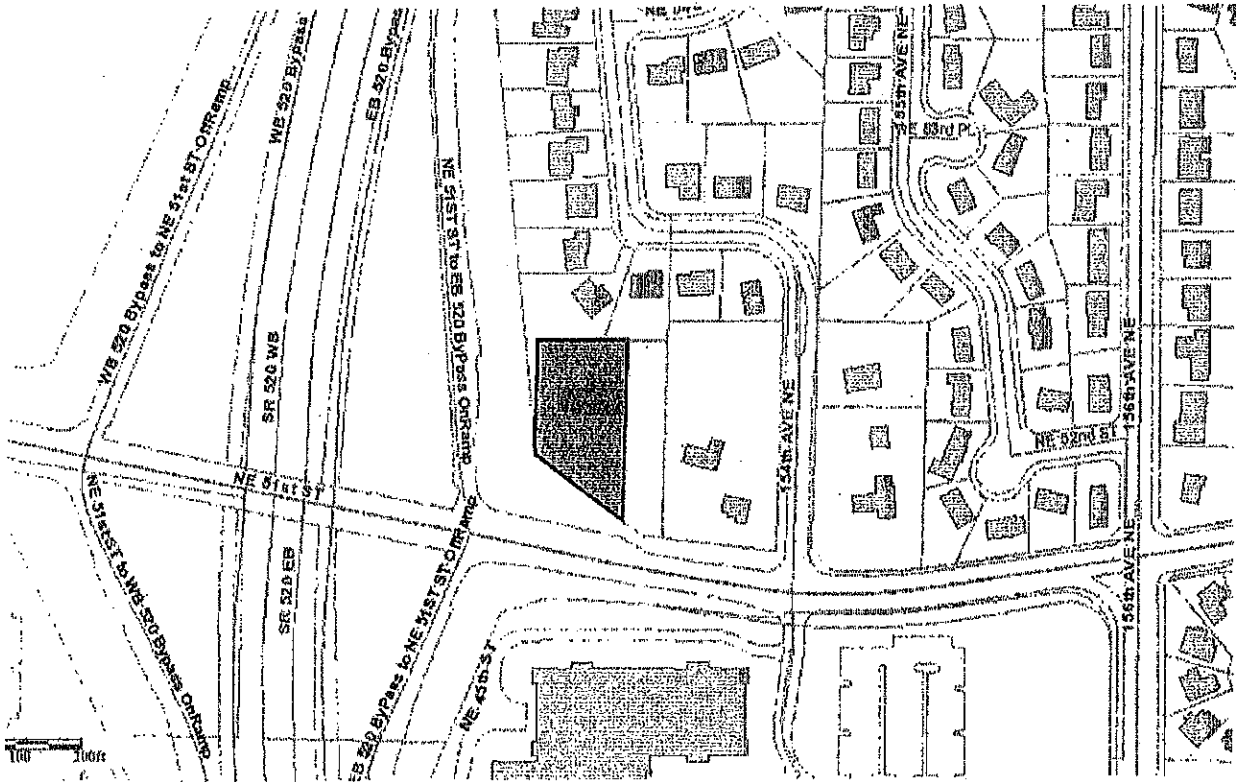 WB 520 Bypass to NE 51st ST OffRamp
WB 520 Bypass
EB 520 Bypas
NE 51ST ST to EB 520 ByPass OnRamp
155th AVE NE
NE 53rd PL
SR 520 WB
NE 51st ST
SR 520 EB
154th AVE NE
156th AVE NE
NE 52nd ST
NE 51st ST to WB 520 Bypass OnRamp
EB 520 ByPass to NE 51ST ST OffRamp
NE 45th ST
156th AVE NE
100